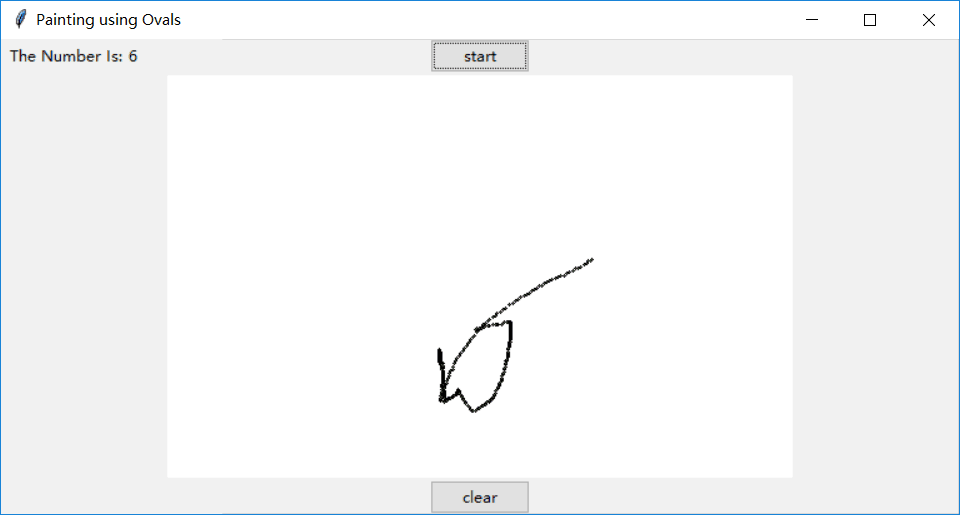 Painting using Ovals
The Number Is: 6
start
clear